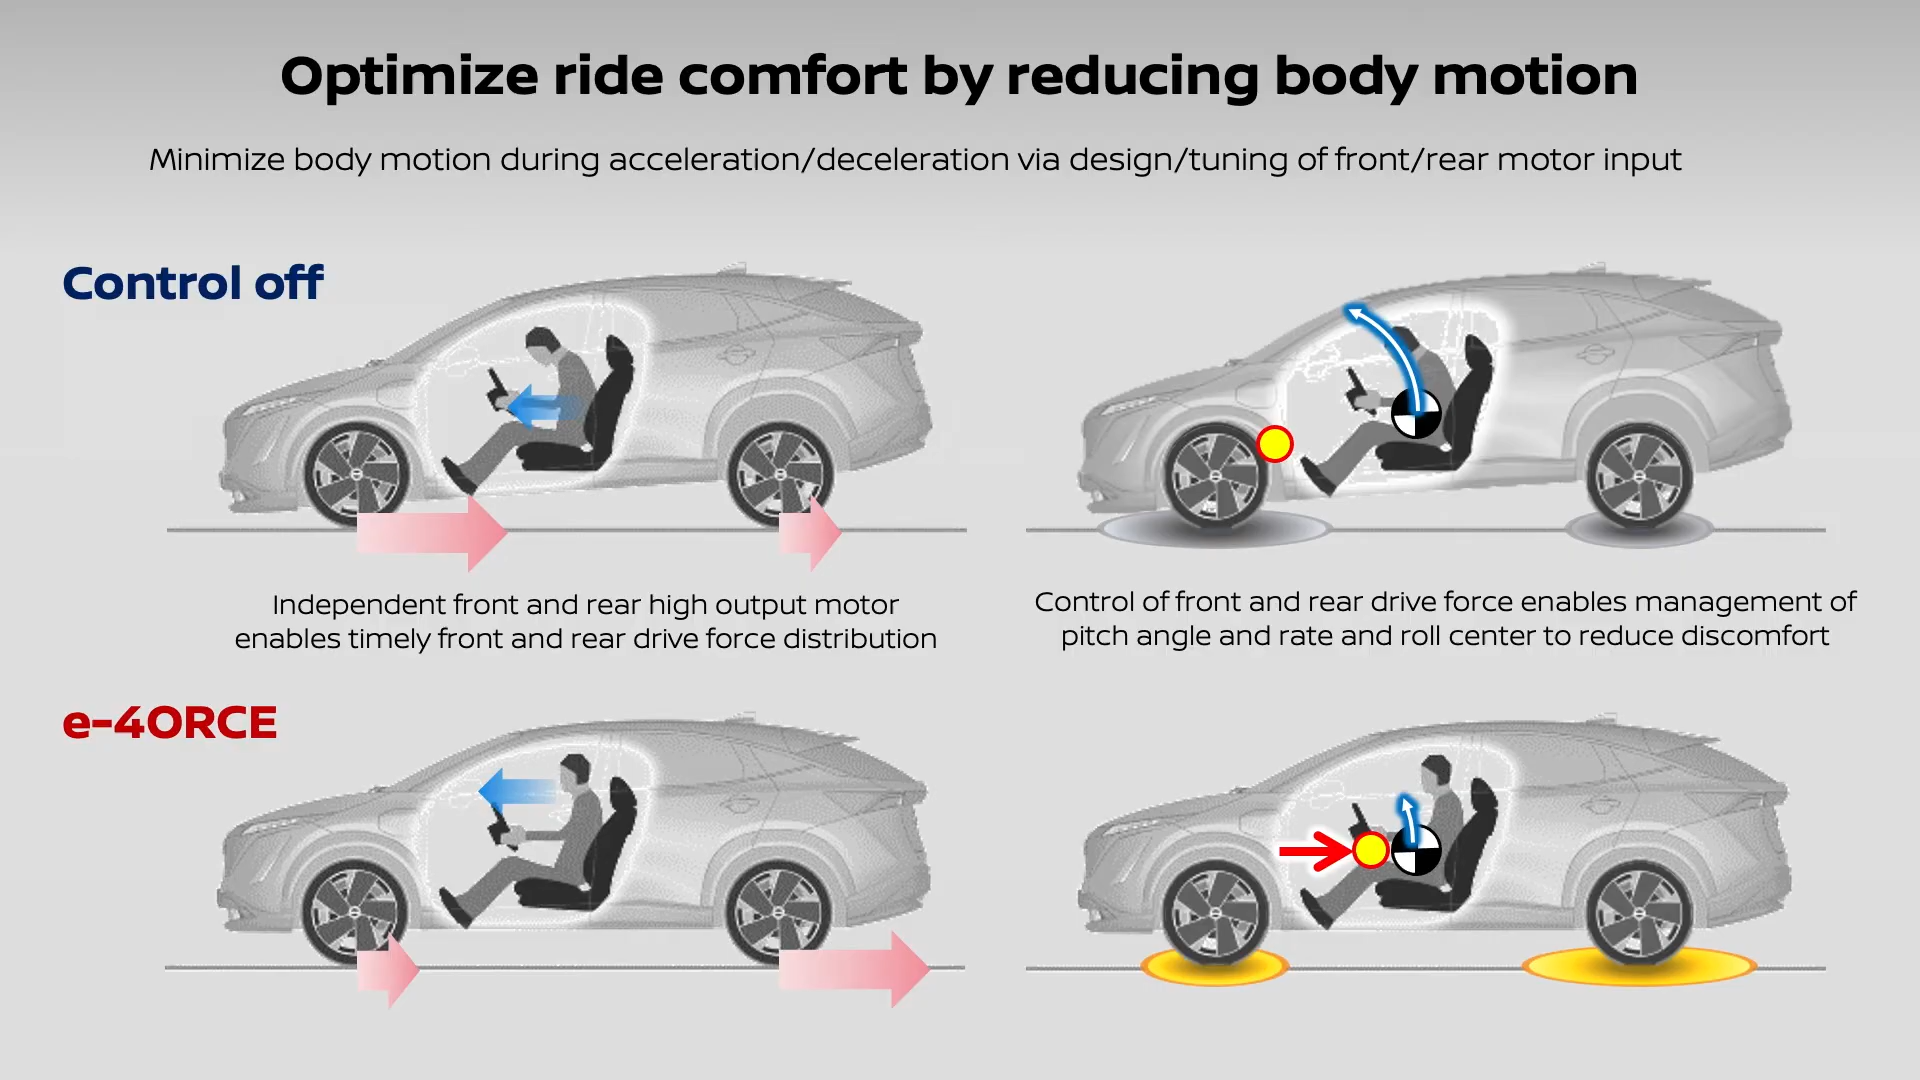 Optimize ride comfort by reducing body motion
Minimize body motion during acceleration/deceleration via design/tuning of front/rear motor input
Control off
Independent front and rear high output motor
enables timely front and rear drive force distribution
Control of front and rear drive force enables management of
pitch angle and rate and roll center to reduce discomfort
e-4ORCE